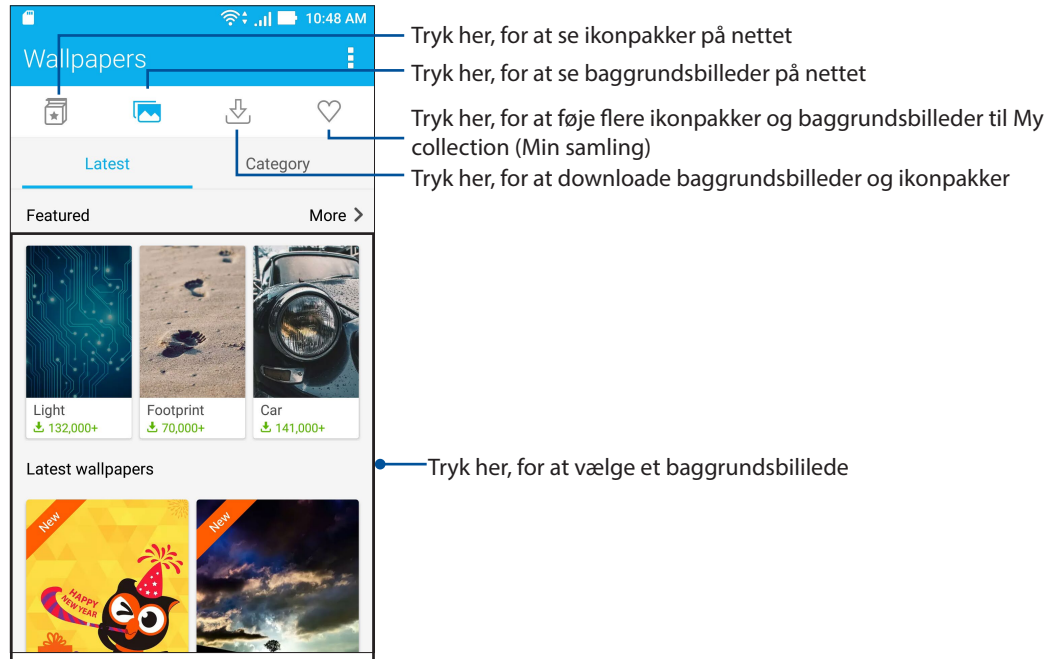 10:48 AM
Wallpapers
Tryk her, for at se ikonpakker på nettet
Tryk her, for at se baggrundsbilleder på nettet
Tryk her, for at føje flere ikonpakker og baggrundsbilleder til My
collection (Min samling)
Tryk her, for at downloade baggrundsbilleder og ikonpakker
Latest
Category
Featured
More >
Light
132,000+
Footprint
70,000+
Car
141,000+
Latest wallpapers
Tryk her, for at vælge et baggrundsbililede
New
New
HAPPY
NEW YEAR